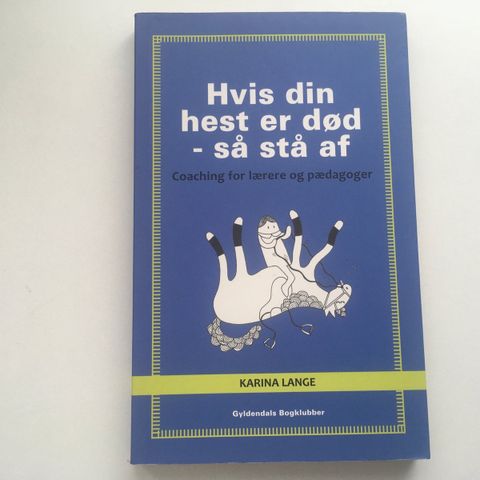 Hvis din
hest er død
- så stå af
Coaching for lærere og pædagoger
KARINA LANGE
Gyldendals Bogklubber